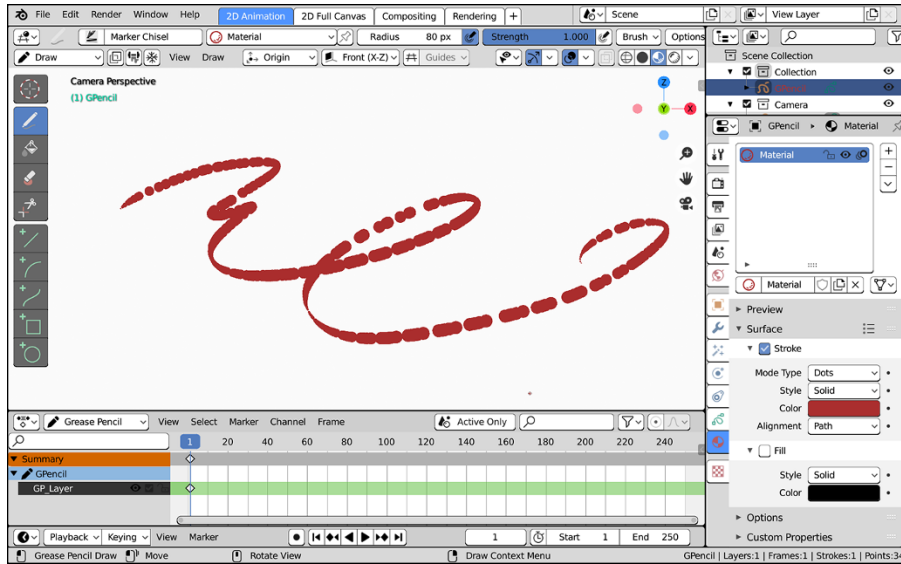 File Edit Render Window Help 2D Animation 2D Full Canvas Compositing Rendering + Scene View Layer
Marker Chisel Material Radius 80 px Strength 1.000 Brush Options
Draw View Draw Origin Front (X-Z) Guides
Scene Collection
Collection
Camera
Camera Perspective
(1) GPencil
Z
Y
X
GPencil Material
Material
Material
Preview
Surface
Stroke
Mode Type Dots
Style Solid
Color
Alignment Path
Fill
Style Solid
Color
Options
Custom Properties
Grease Pencil View Select Marker Channel Frame Active Only
1 20 40 60 80 100 120 140 160 180 200 220 240
Summary
GPencil
GP_Layer
Playback Keying View Marker 1 Start 1 End 250
Grease Pencil Draw Move Rotate View Draw Context Menu GPencil | Layers:1 | Frames:1 | Strokes:1 | Points:34